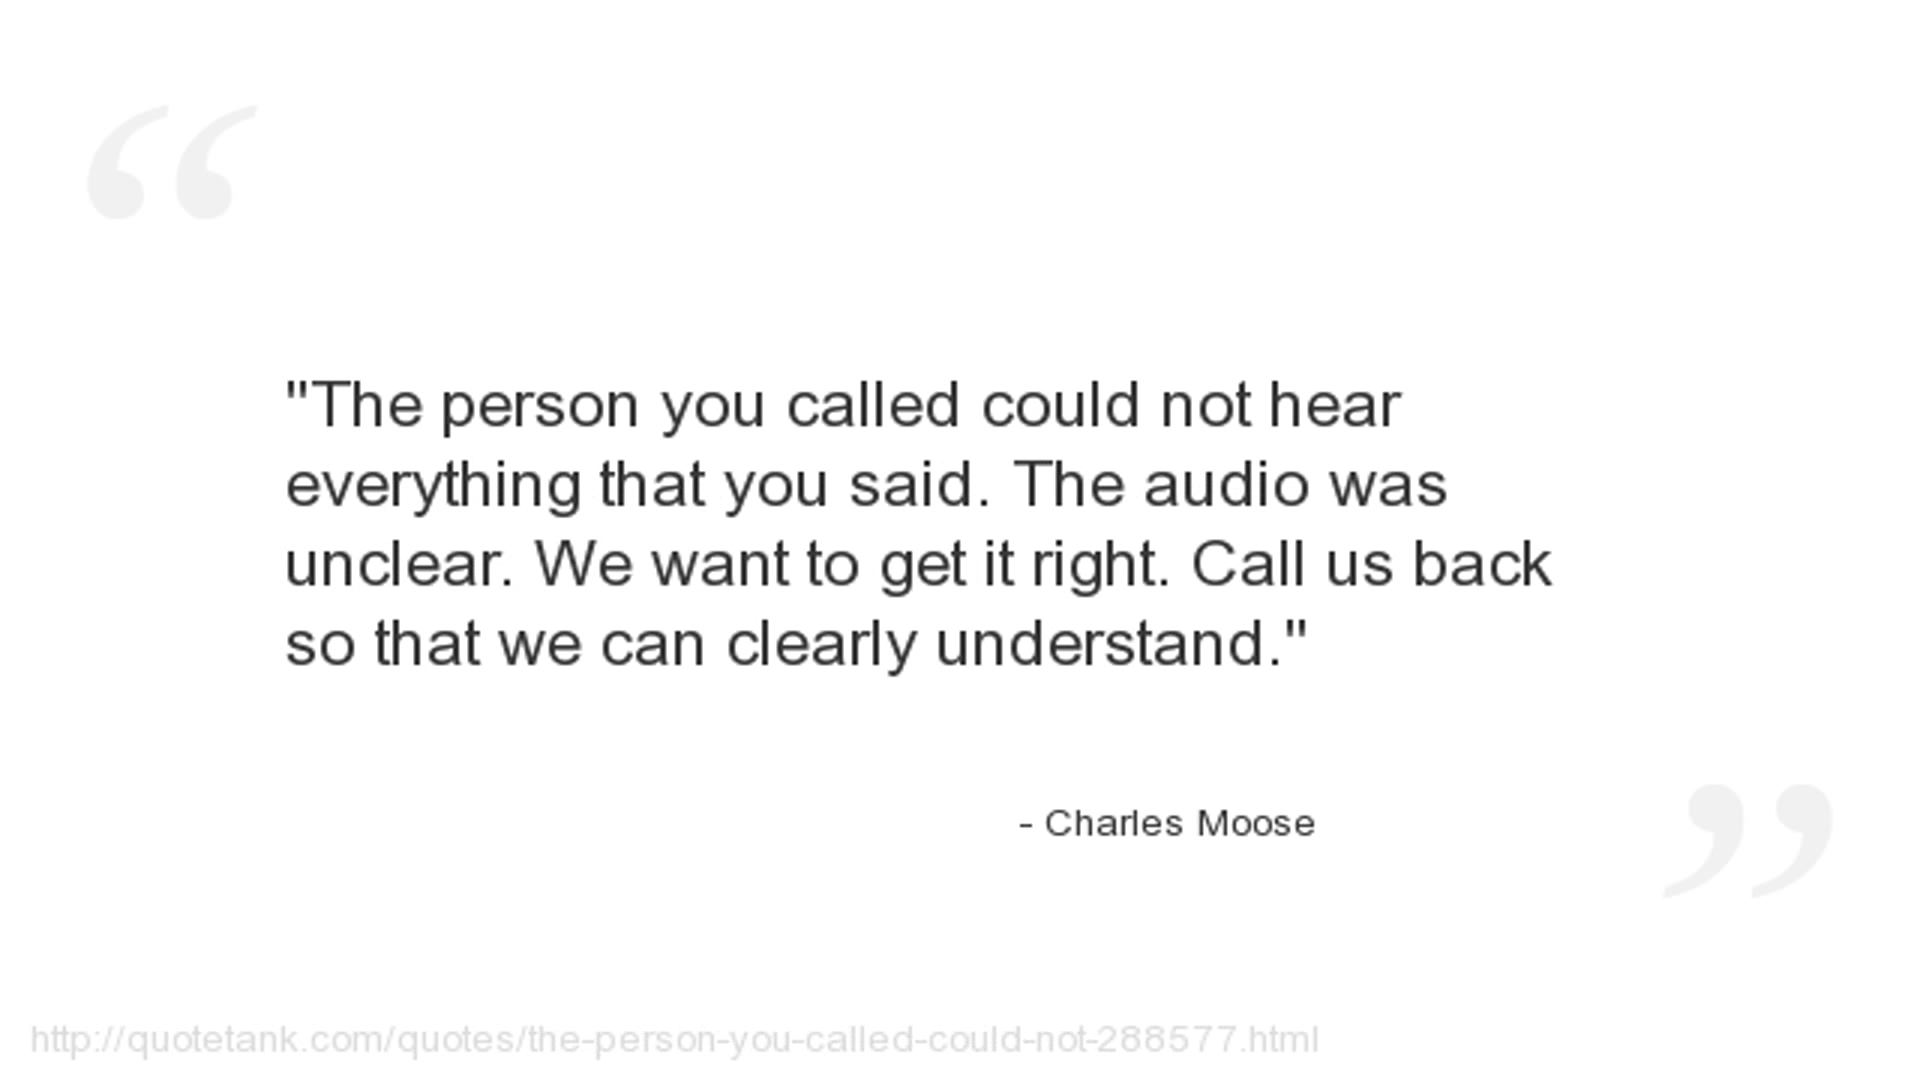 "The person you called could not hear
everything that you said. The audio was
unclear. We want to get it right. Call us back
so that we can clearly understand."
- Charles Moose
http://quotetank.com/quotes/the-person-you-called-could-not-288577.html